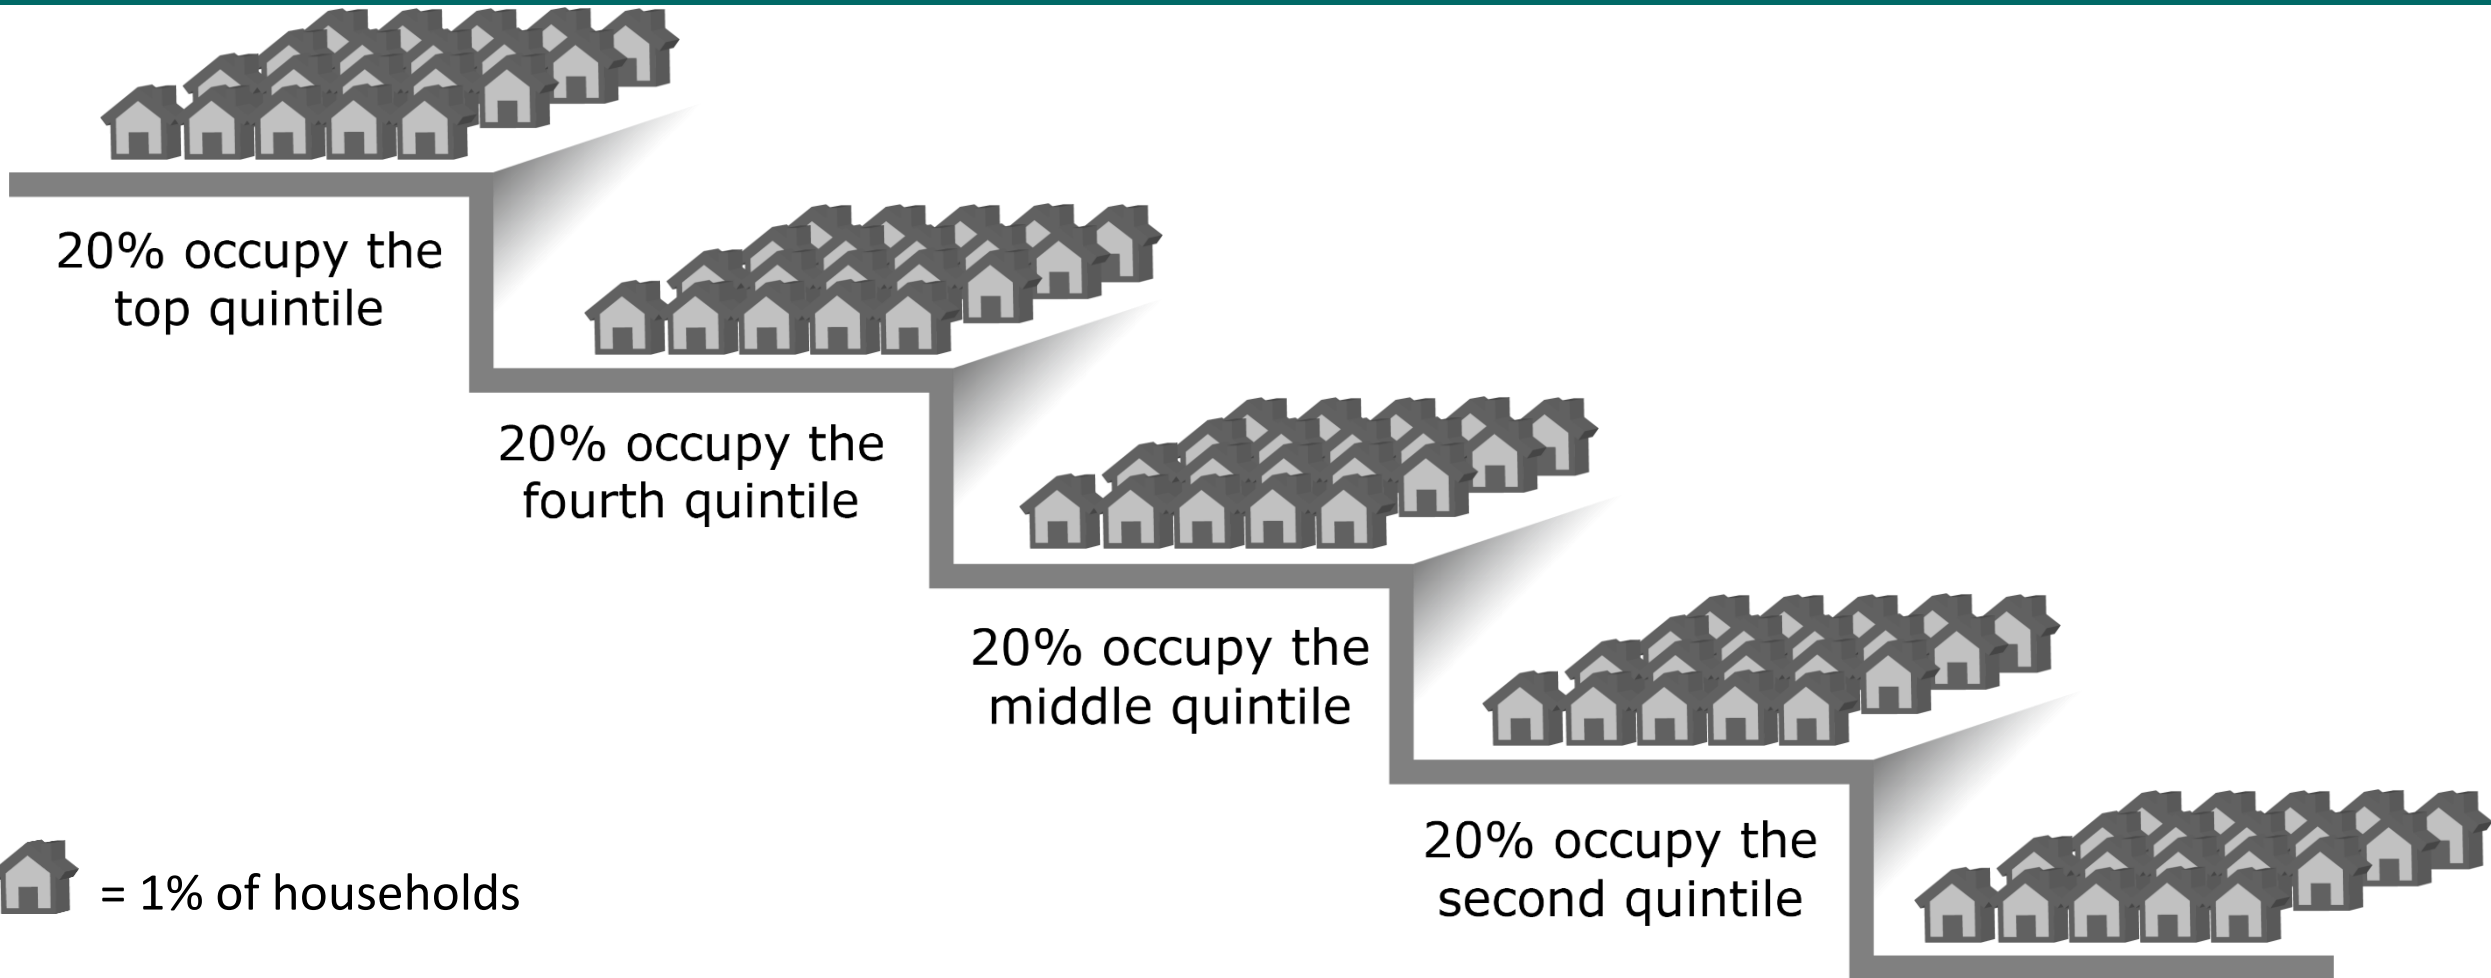 20% occupy the
top quintile
20% occupy the
fourth quintile
20% occupy the
middle quintile
20% occupy the
second quintile
= 1% of households